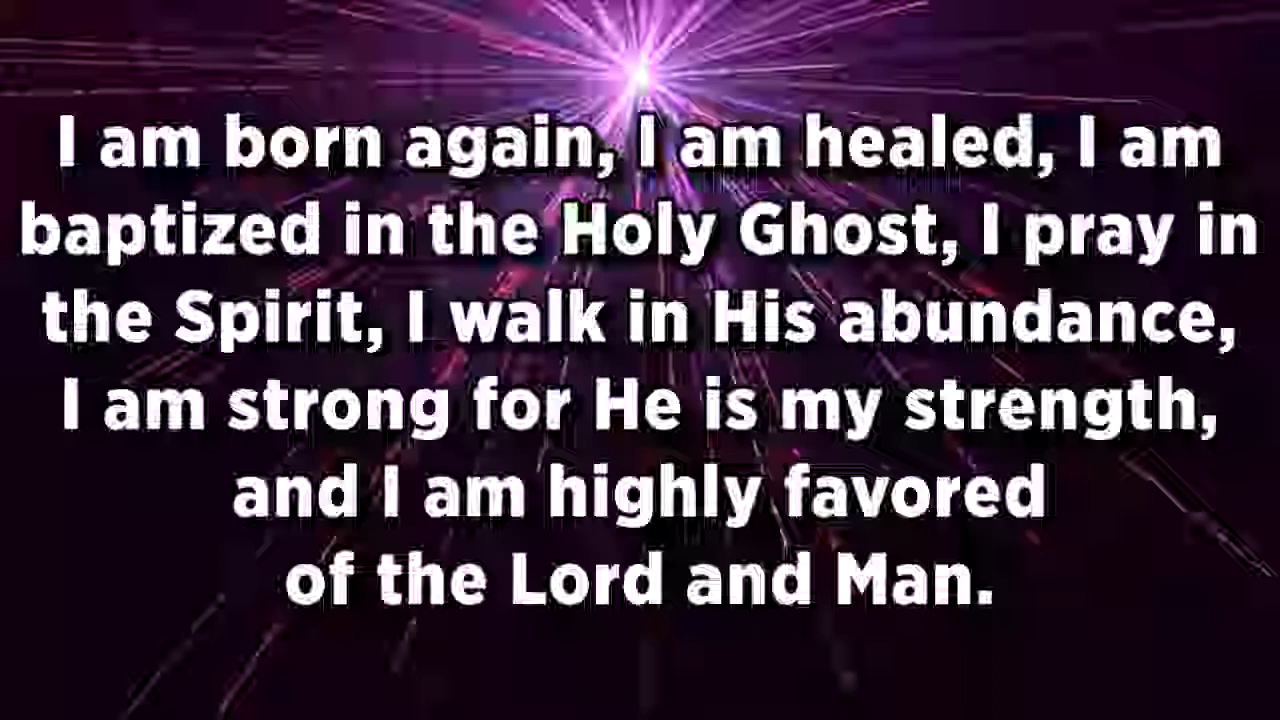 I am born again, I am healed, I am
baptized in the Holy Ghost, I pray in
the Spirit, I walk in His abundance,
I am strong for He is my strength,
and I am highly favored
of the Lord and Man.